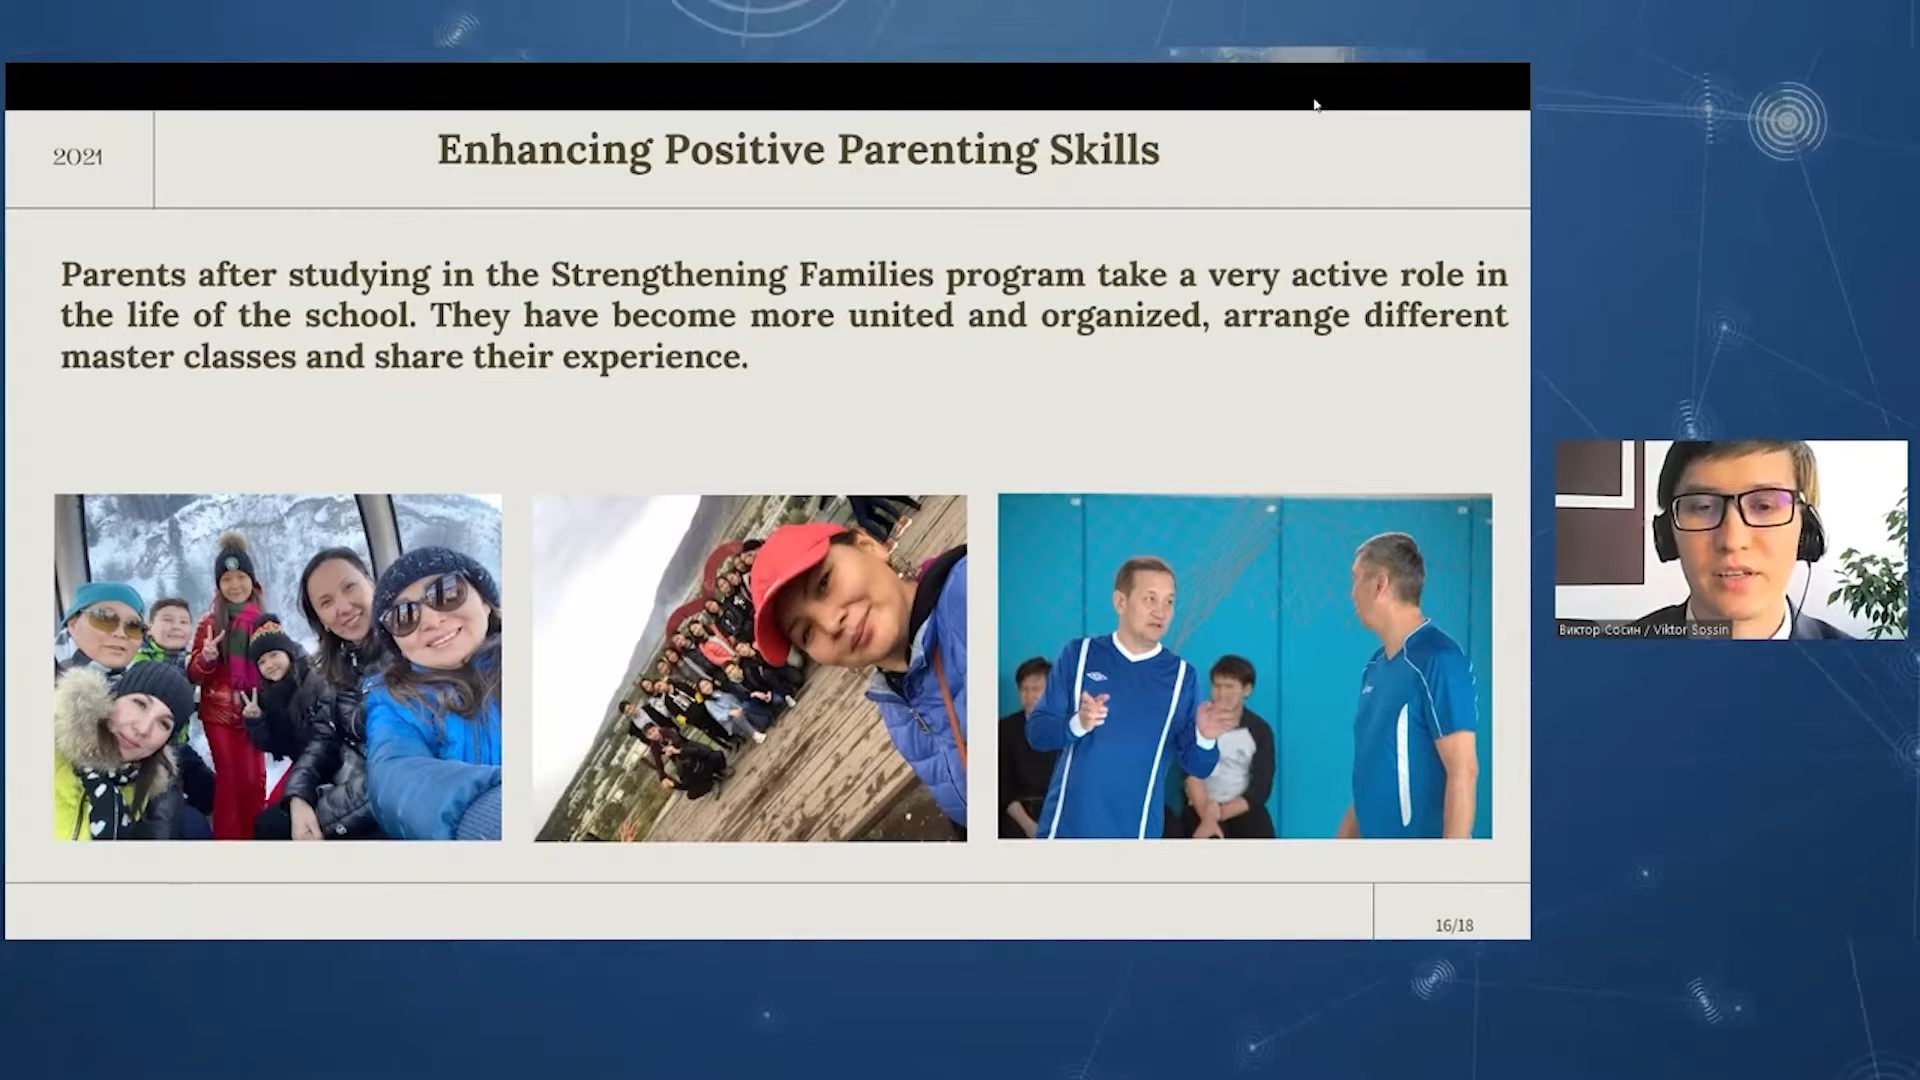 2021
Enhancing Positive Parenting Skills
Parents after studying in the Strengthening Families program take a very active role in
the life of the school. They have become more united and organized, arrange different
master classes and share their experience.
Виктор Сосин / Viktor Sossin
16/18